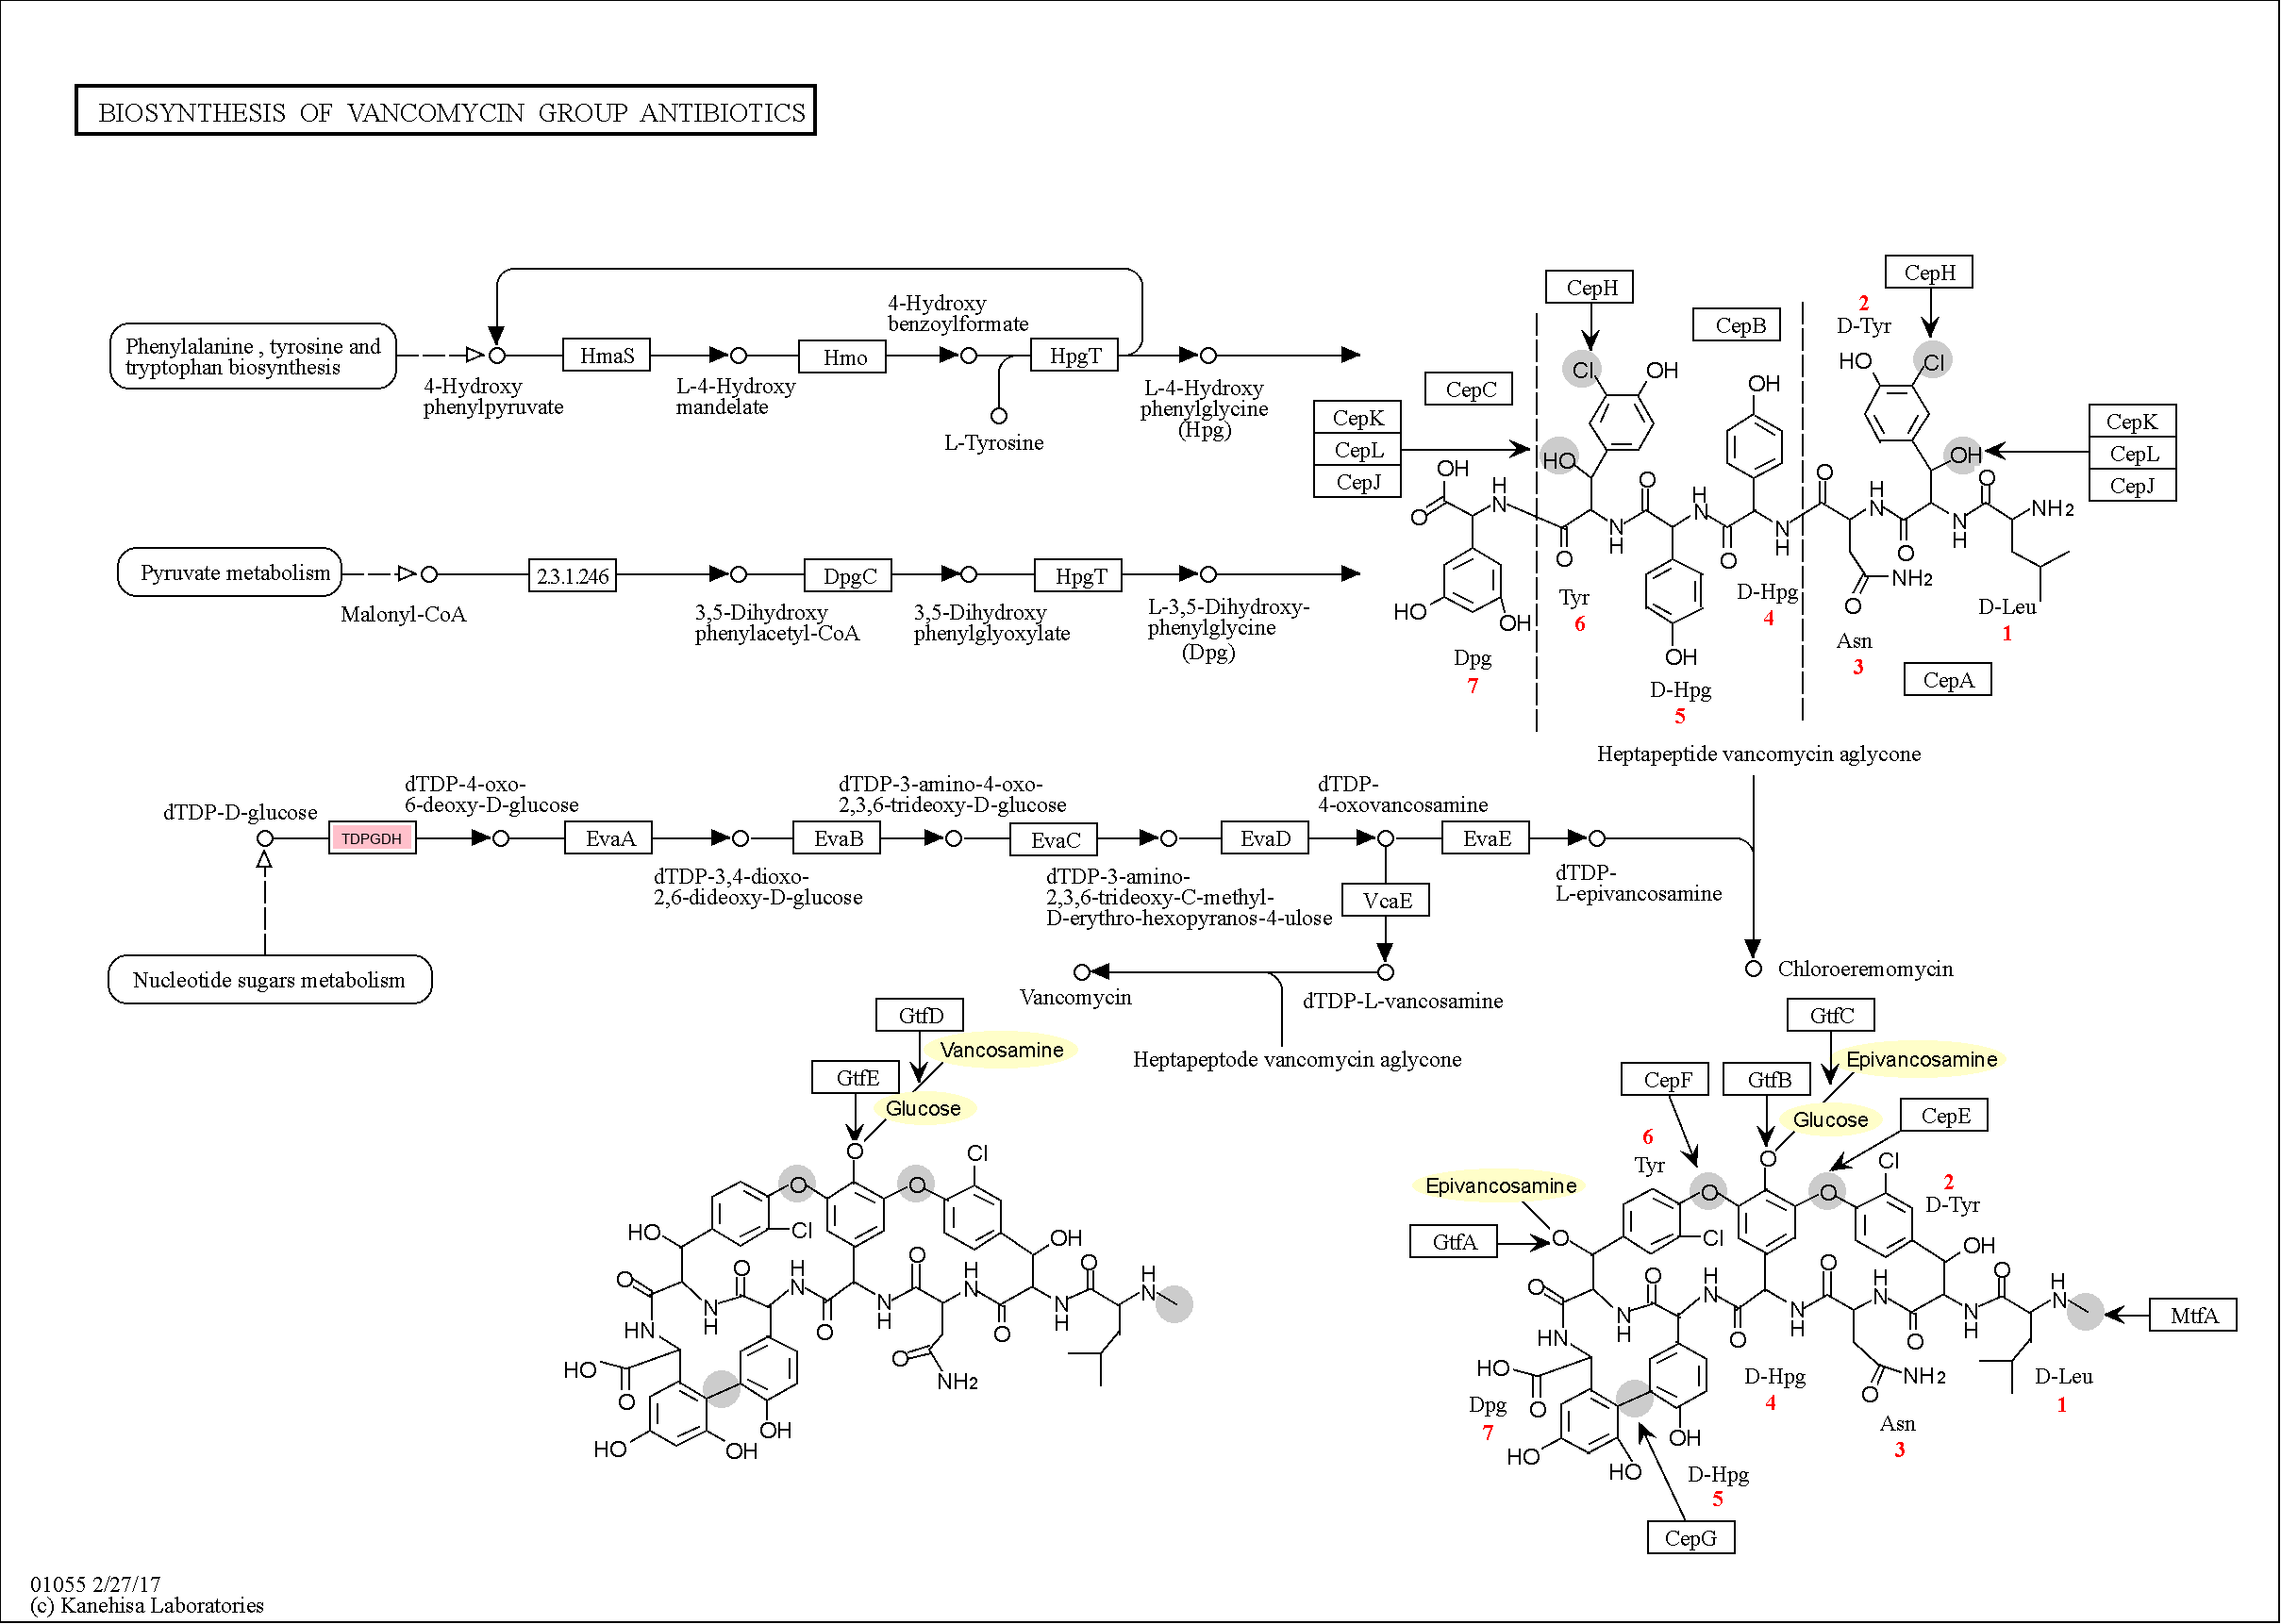 BIOSYNTHESIS OF VANCOMYCIN GROUP ANTIBIOTICS
Phenylalanine , tyrosine and
tryptophan biosynthesis
4-Hydroxy
phenylpyruvate
HmaS
L-4-Hydroxy
mandelate
Hmo
4-Hydroxy
benzoylformate
L-Tyrosine
HpgT
L-4-Hydroxy
phenylglycine
(Hpg)
Pyruvate metabolism
Malonyl-CoA
2.3.1.246
3,5-Dihydroxy
phenylacetyl-CoA
DpgC
3,5-Dihydroxy
phenylglyoxylate
HpgT
L-3,5-Dihydroxy-
phenylglycine
(Dpg)
CepH
CepB
CepH
CepC
CepK
CepL
CepJ
CepK
CepL
CepJ
2
D-Tyr
HO
Cl
Cl
OH
OH
HO
OH
OH
O
H
N
O
O
N
H
O
H
N
O
N
H
O
H
N
O
O
N
H
O
NH2
O
NH2
HO
OH
OH
Tyr
6
D-Hpg
4
D-Leu
1
Asn
3
Dpg
7
D-Hpg
5
CepA
Heptapeptide vancomycin aglycone
dTDP-D-glucose
TDPGDH
dTDP-4-oxo-
6-deoxy-D-glucose
EvaA
dTDP-3,4-dioxo-
2,6-dideoxy-D-glucose
EvaB
dTDP-3-amino-4-oxo-
2,3,6-trideoxy-D-glucose
EvaC
dTDP-3-amino-
2,3,6-trideoxy-C-methyl-
D-erythro-hexopyranos-4-ulose
EvaD
dTDP-
4-oxovancosamine
EvaE
dTDP-
L-epivancosamine
VcaE
Nucleotide sugars metabolism
Vancomycin
dTDP-L-vancosamine
Heptapeptode vancomycin aglycone
Chloroeremomycin
GtfD
Vancosamine
GtfE
Glucose
O
O
O
Cl
Cl
HO
OH
O
O
H
N
O
H
N
O
H
N
N
H
O
N
H
O
N
H
HN
O
NH2
HO
O
OH
HO
OH
GtfC
Epivancosamine
CepF
GtfB
Glucose
CepE
6
Tyr
Epivancosamine
GtfA
O
O
O
O
Cl
Cl
2
D-Tyr
OH
O
O
H
N
O
H
N
O
H
N
N
H
O
N
H
O
N
H
HN
MtfA
HO
O
O
NH2
D-Hpg
4
D-Leu
1
Dpg
7
Asn
3
OH
HO
HO
D-Hpg
5
CepG
01055 2/27/17
(c) Kanehisa Laboratories